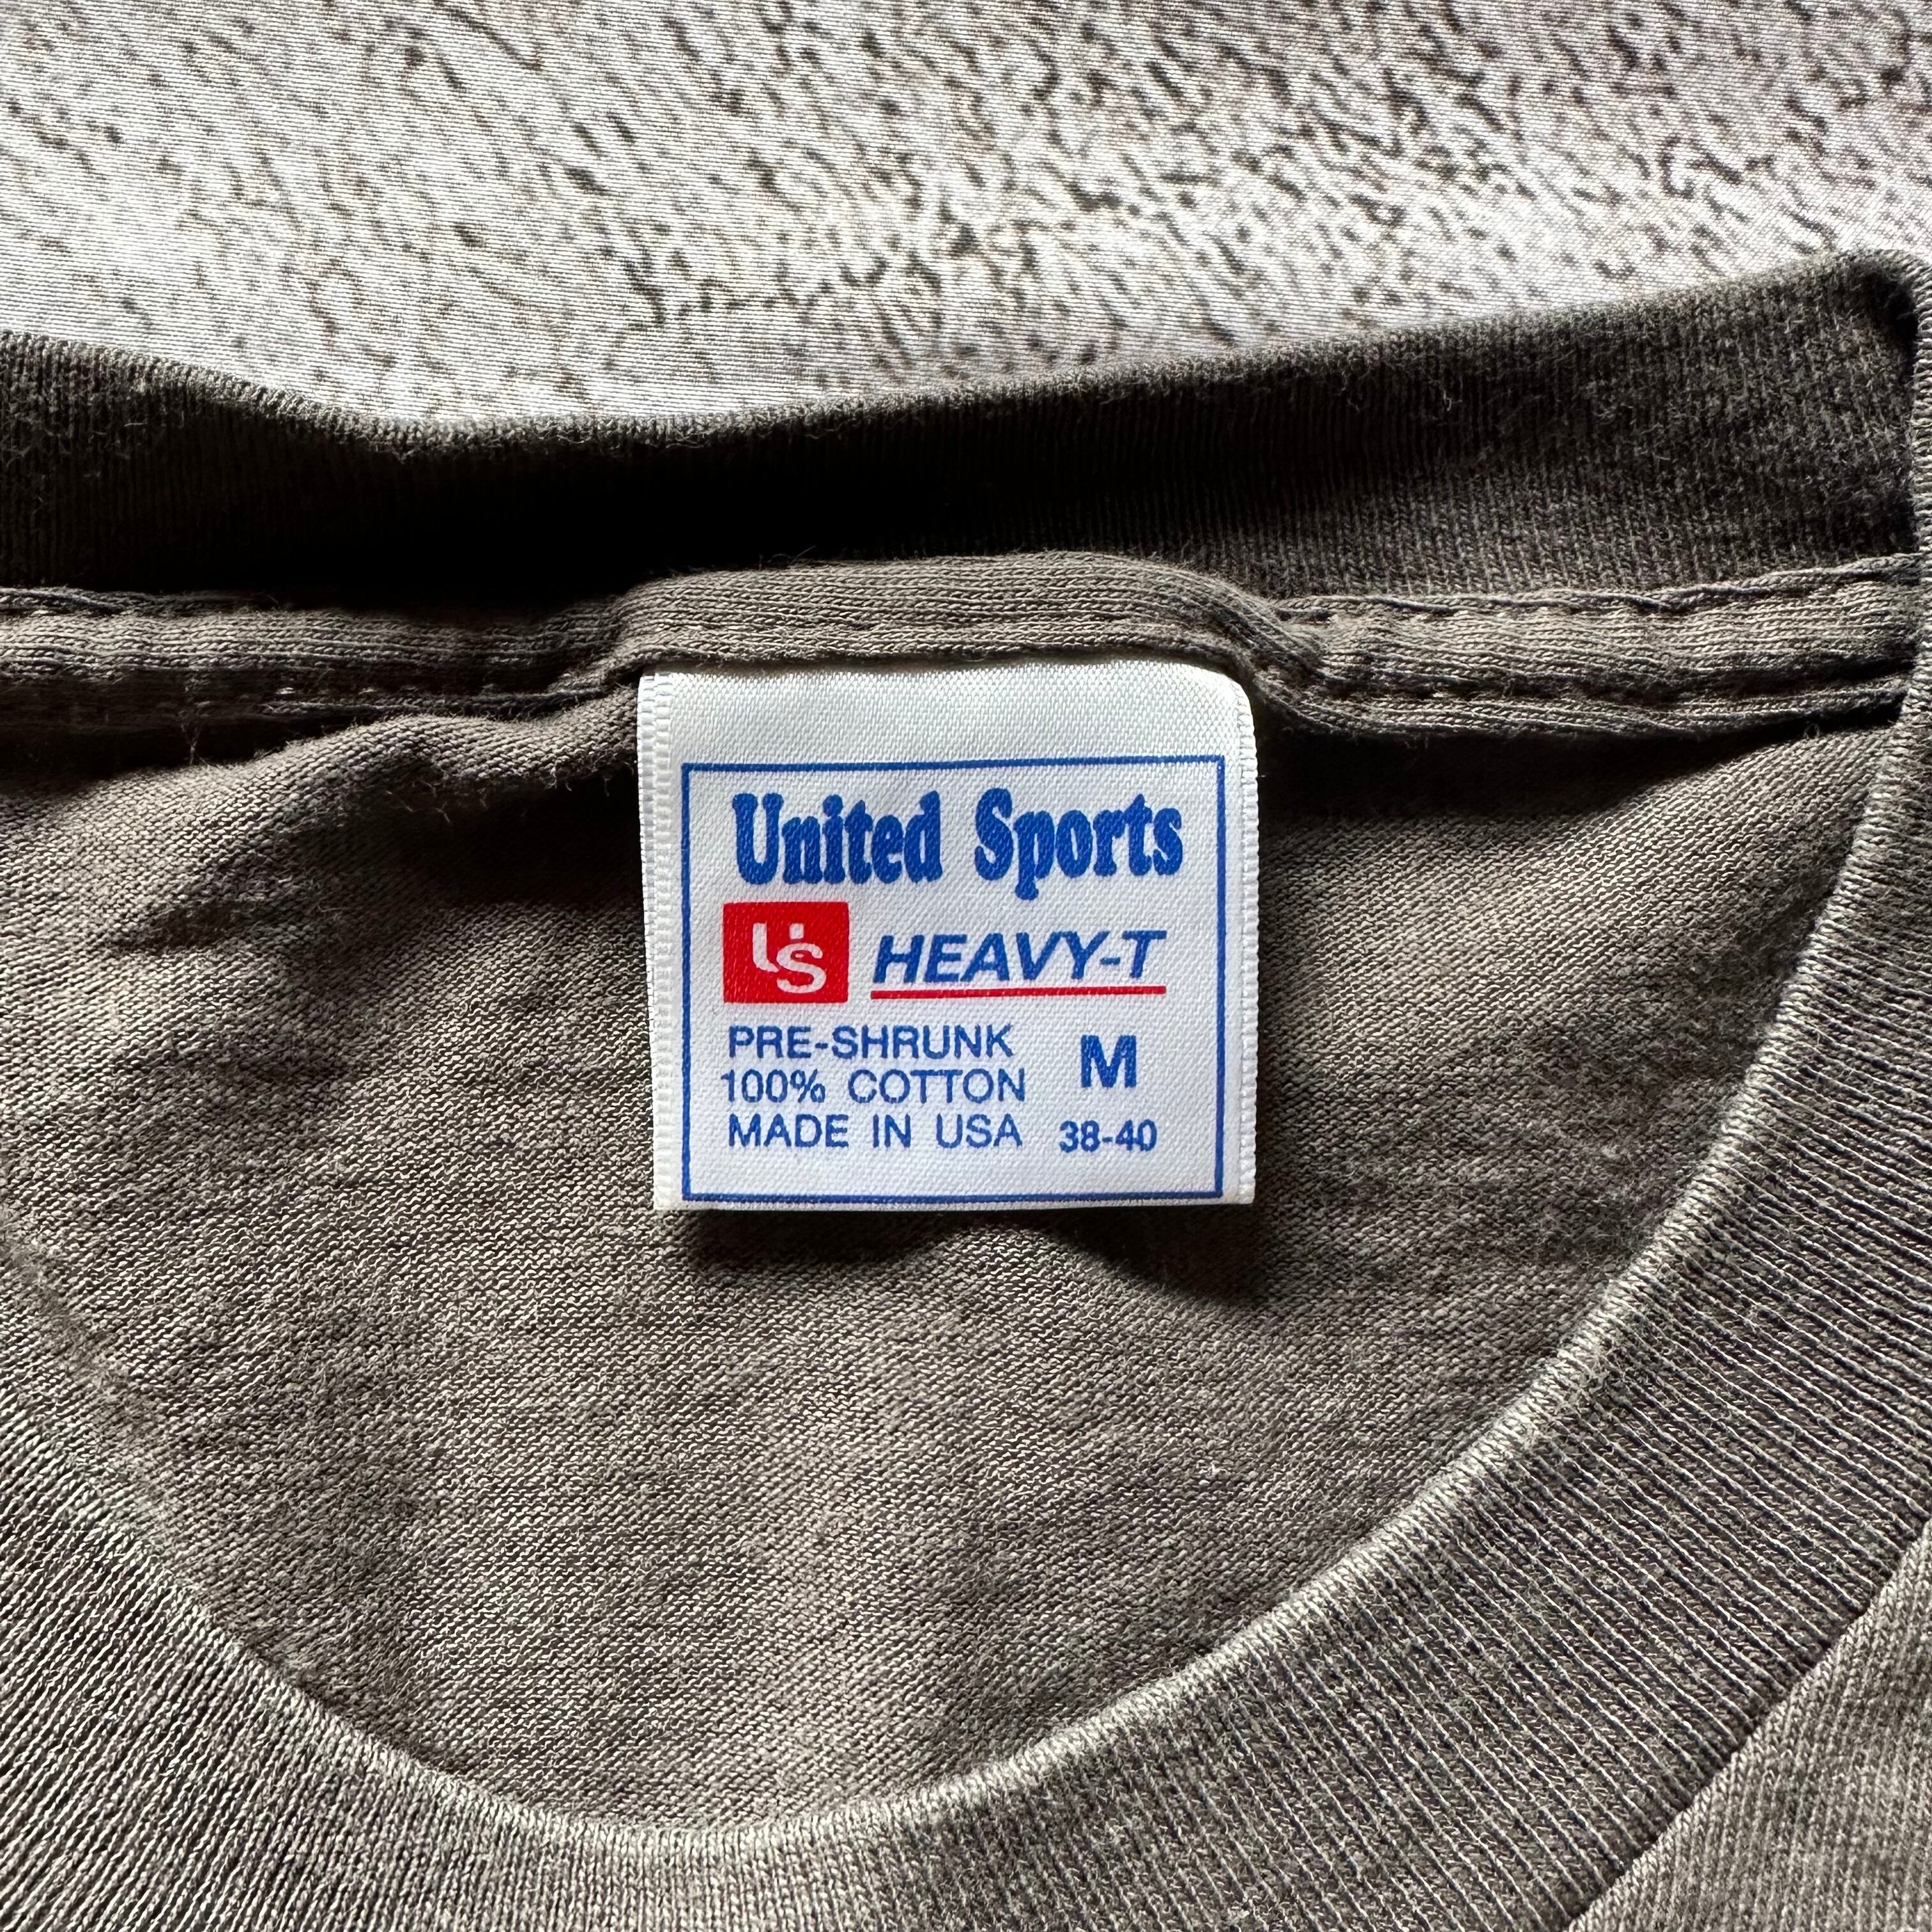 United Sports
US HEAVY-T
PRE-SHRUNK M
100% COTTON
MADE IN USA 38-40